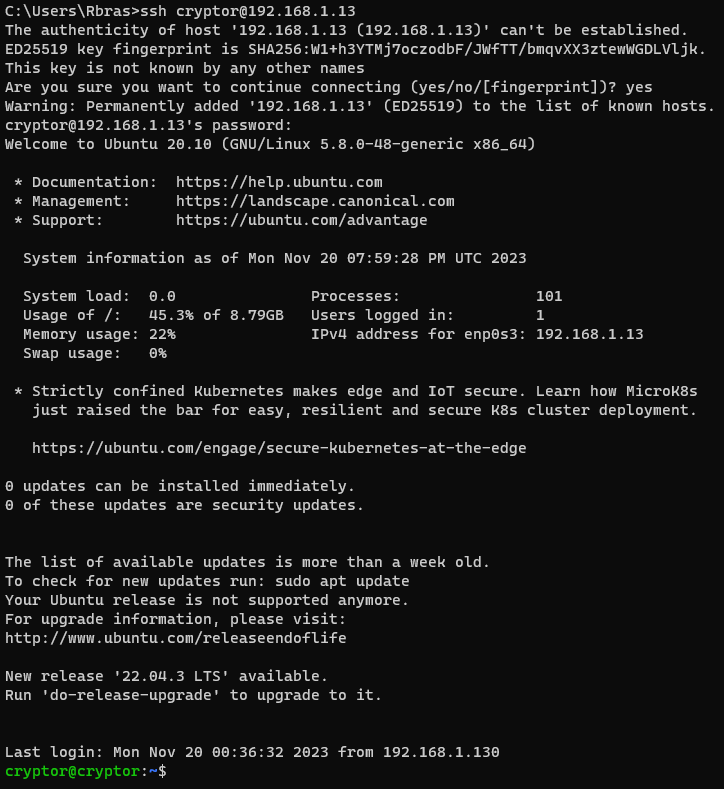 C:\Users\Rbras>ssh cryptor@192.168.1.13
The authenticity of host '192.168.1.13 (192.168.1.13)' can't be established.
ED25519 key fingerprint is SHA256:W1+h3YTMj7oczodbF/JWfTT/bmqvXX3ztewWGDLVljk.
This key is not known by any other names
Are you sure you want to continue connecting (yes/no/[fingerprint])? yes
Warning: Permanently added '192.168.1.13' (ED25519) to the list of known hosts.
cryptor@192.168.1.13's password:
Welcome to Ubuntu 20.10 (GNU/Linux 5.8.0-48-generic x86_64)
* Documentation:  https://help.ubuntu.com
* Management:     https://landscape.canonical.com
* Support:        https://ubuntu.com/advantage
System information as of Mon Nov 20 07:59:28 PM UTC 2023
System load:  0.0                Processes:               101
Usage of /:   45.3% of 8.79GB   Users logged in:         1
Memory usage: 22%               IPv4 address for enp0s3: 192.168.1.13
Swap usage:   0%
* Strictly confined Kubernetes makes edge and IoT secure. Learn how MicroK8s
just raised the bar for easy, resilient and secure K8s cluster deployment.
https://ubuntu.com/engage/secure-kubernetes-at-the-edge
0 updates can be installed immediately.
0 of these updates are security updates.
The list of available updates is more than a week old.
To check for new updates run: sudo apt update
Your Ubuntu release is not supported anymore.
For upgrade information, please visit:
http://www.ubuntu.com/releaseendoflife
New release '22.04.3 LTS' available.
Run 'do-release-upgrade' to upgrade to it.
Last login: Mon Nov 20 00:36:32 2023 from 192.168.1.130
cryptor@cryptor:~$